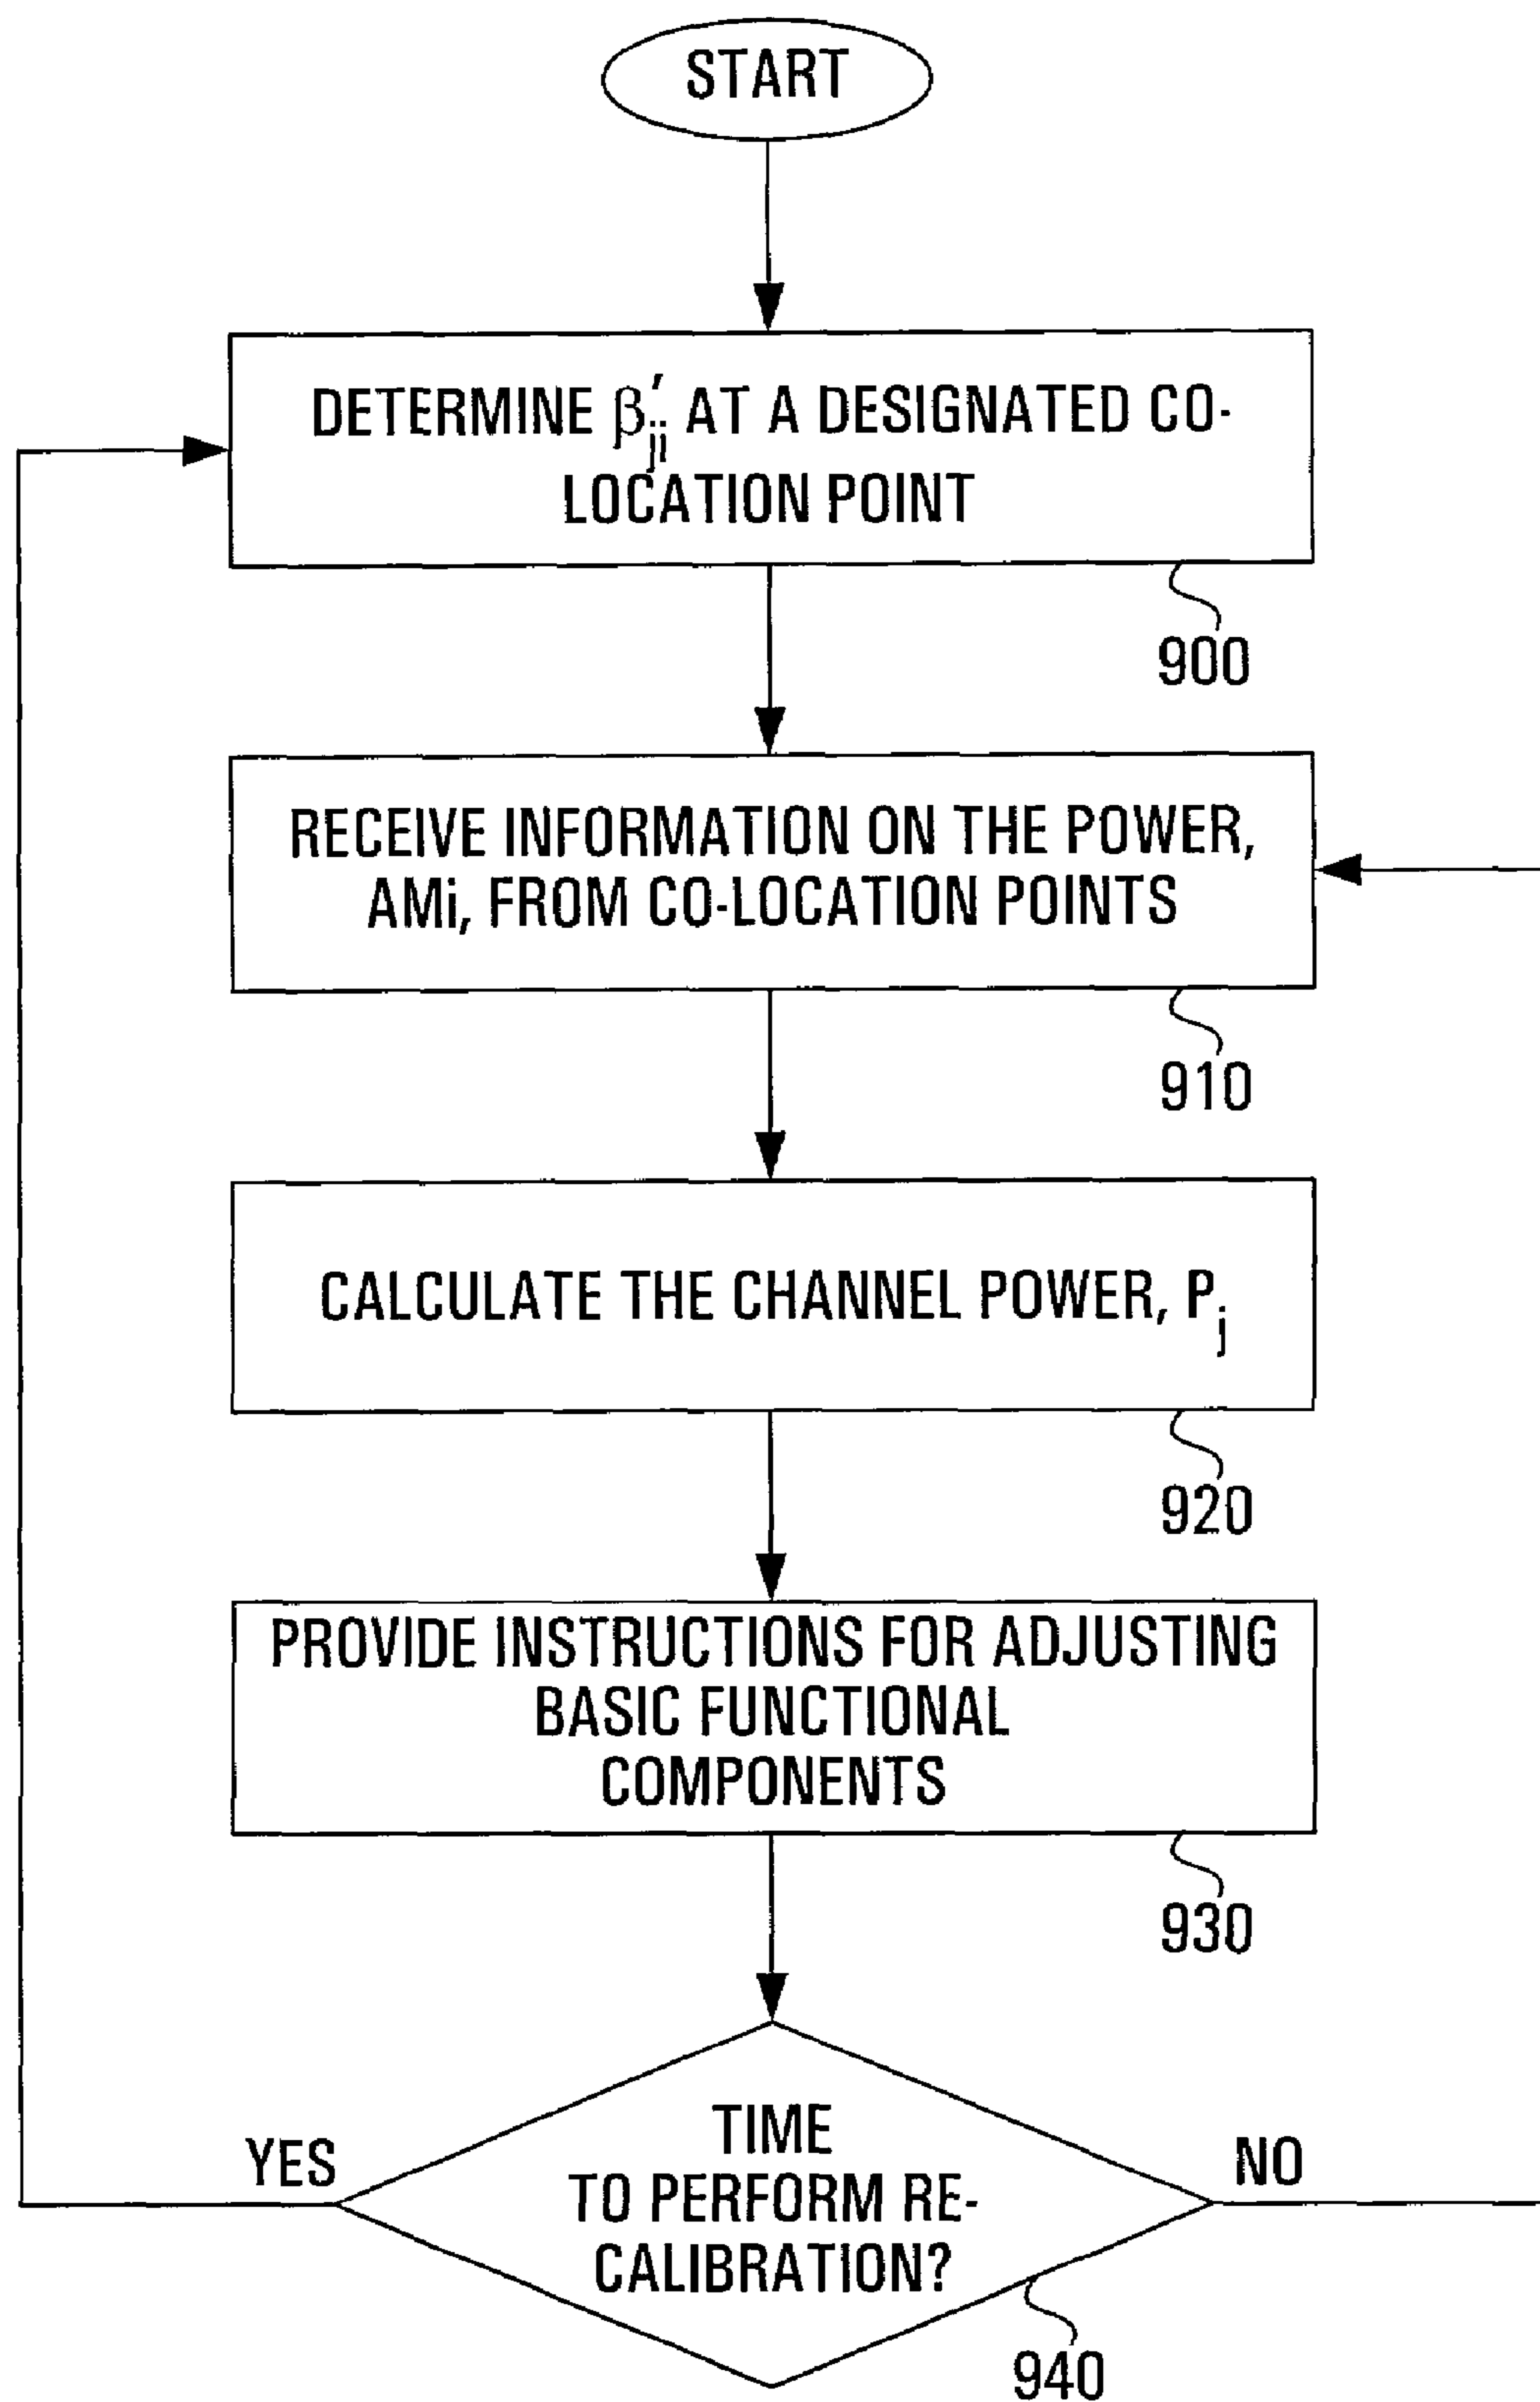 START
DETERMINE β′ji AT A DESIGNATED CO-
LOCATION POINT
900
RECEIVE INFORMATION ON THE POWER,
AMi, FROM CO-LOCATION POINTS
910
CALCULATE THE CHANNEL POWER, Pj
920
PROVIDE INSTRUCTIONS FOR ADJUSTING
BASIC FUNCTIONAL
COMPONENTS
930
TIME
YES
NO
TO PERFORM RE-
CALIBRATION?
940